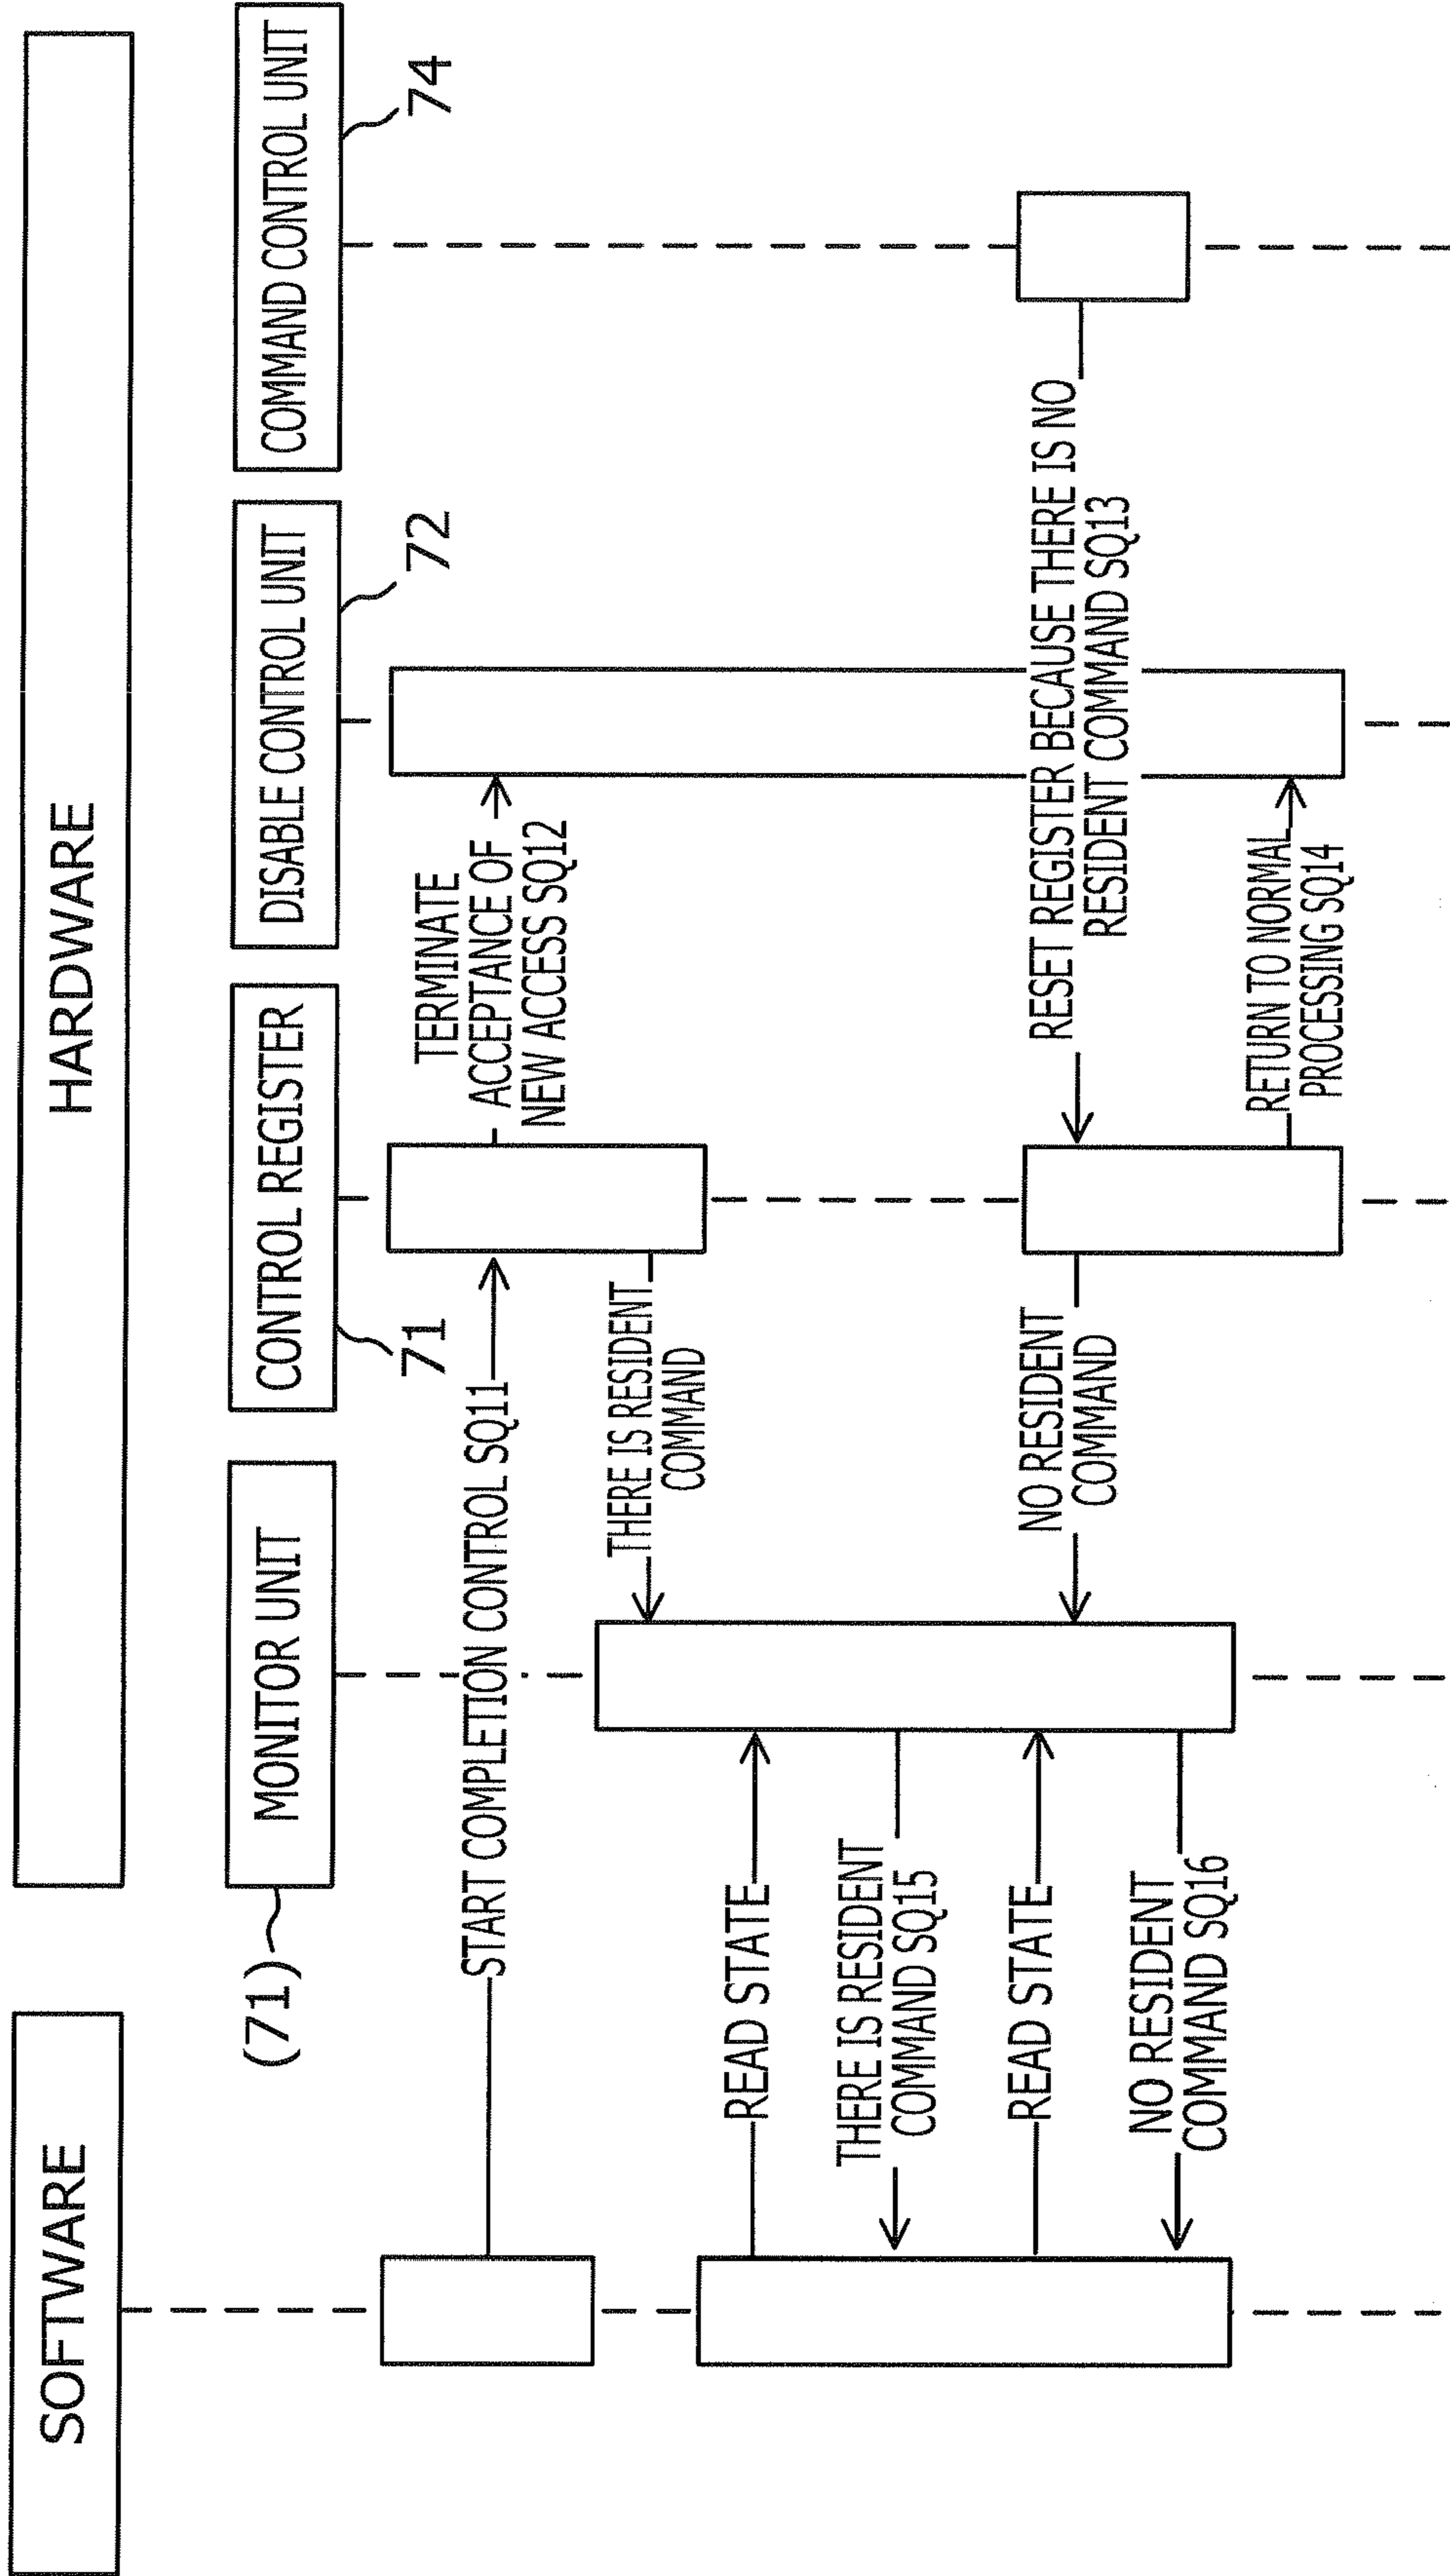 SOFTWARE
HARDWARE
(71)
MONITOR UNIT
CONTROL REGISTER
71
DISABLE CONTROL UNIT
72
COMMAND CONTROL UNIT
74
START COMPLETION CONTROL SQ11
TERMINATE
ACCEPTANCE OF
NEW ACCESS SQ12
THERE IS RESIDENT
COMMAND
READ STATE
THERE IS RESIDENT
COMMAND SQ15
READ STATE
NO RESIDENT
COMMAND
RESET REGISTER BECAUSE THERE IS NO
RESIDENT COMMAND SQ13
NO RESIDENT
COMMAND SQ16
RETURN TO NORMAL
PROCESSING SQ14